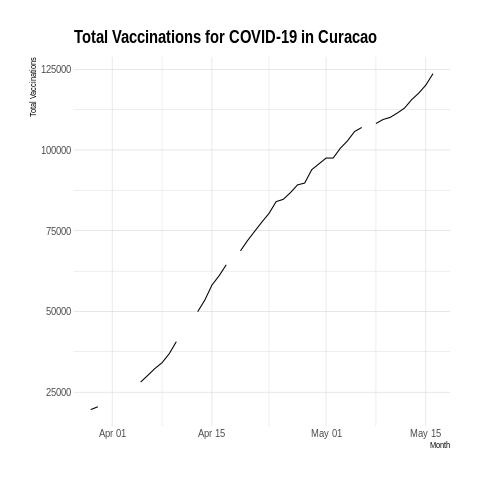 Total Vaccinations for COVID-19 in Curacao
Total Vaccinations
125000
100000
75000
50000
25000
Apr 01
Apr 15
May 01
May 15
Month